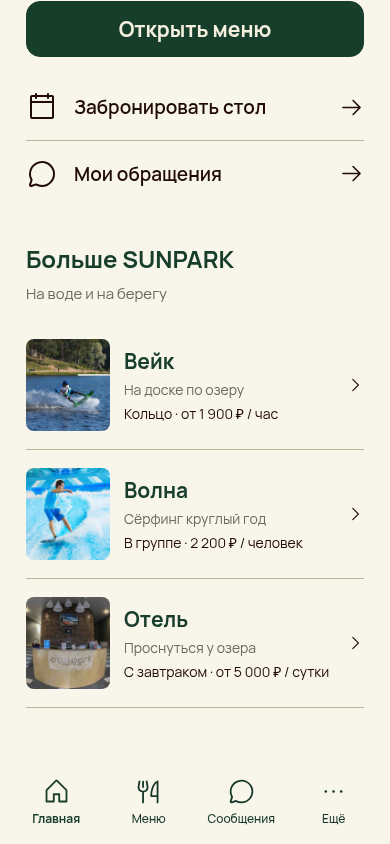 Открыть меню
Забронировать стол
Мои обращения
Больше SUNPARK
На воде и на берегу
Вейк
На доске по озеру
Кольцо · от 1 900 ₽ / час
Волна
Сёрфинг круглый год
В группе · 2 200 ₽ / человек
Отель
Проснуться у озера
С завтраком · от 5 000 ₽ / сутки
Главная
Меню
Сообщения
Ещё